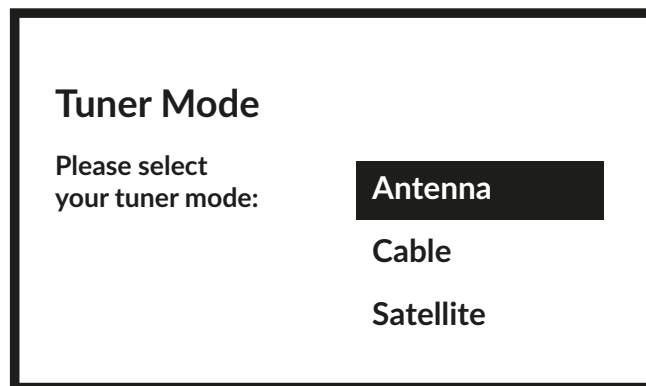 Tuner Mode
Please select
your tuner mode:
Antenna
Cable
Satellite